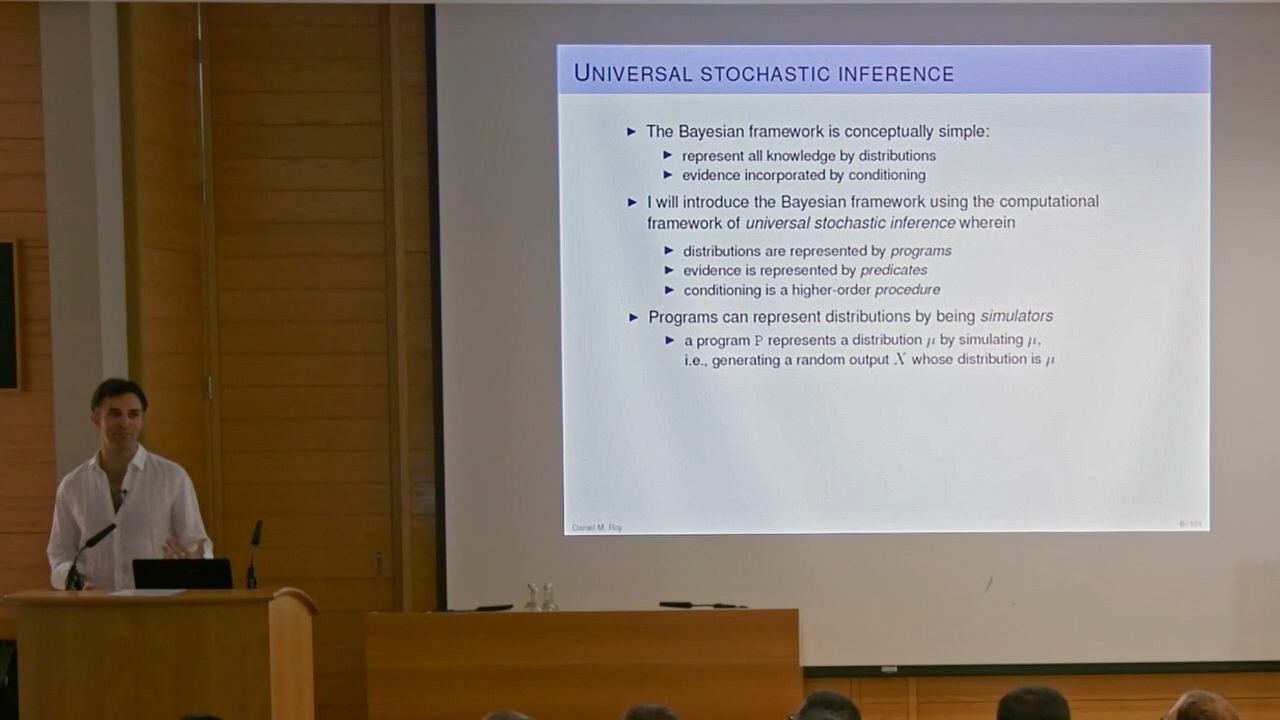 UNIVERSAL STOCHASTIC INFERENCE
▶ The Bayesian framework is conceptually simple:
▶ represent all knowledge by distributions
▶ evidence incorporated by conditioning
▶ I will introduce the Bayesian framework using the computational
framework of universal stochastic inference wherein
▶ distributions are represented by programs
▶ evidence is represented by predicates
▶ conditioning is a higher-order procedure
▶ Programs can represent distributions by being simulators
▶ a program P represents a distribution μ by simulating μ,
i.e., generating a random output X whose distribution is μ
Daniel M. Roy